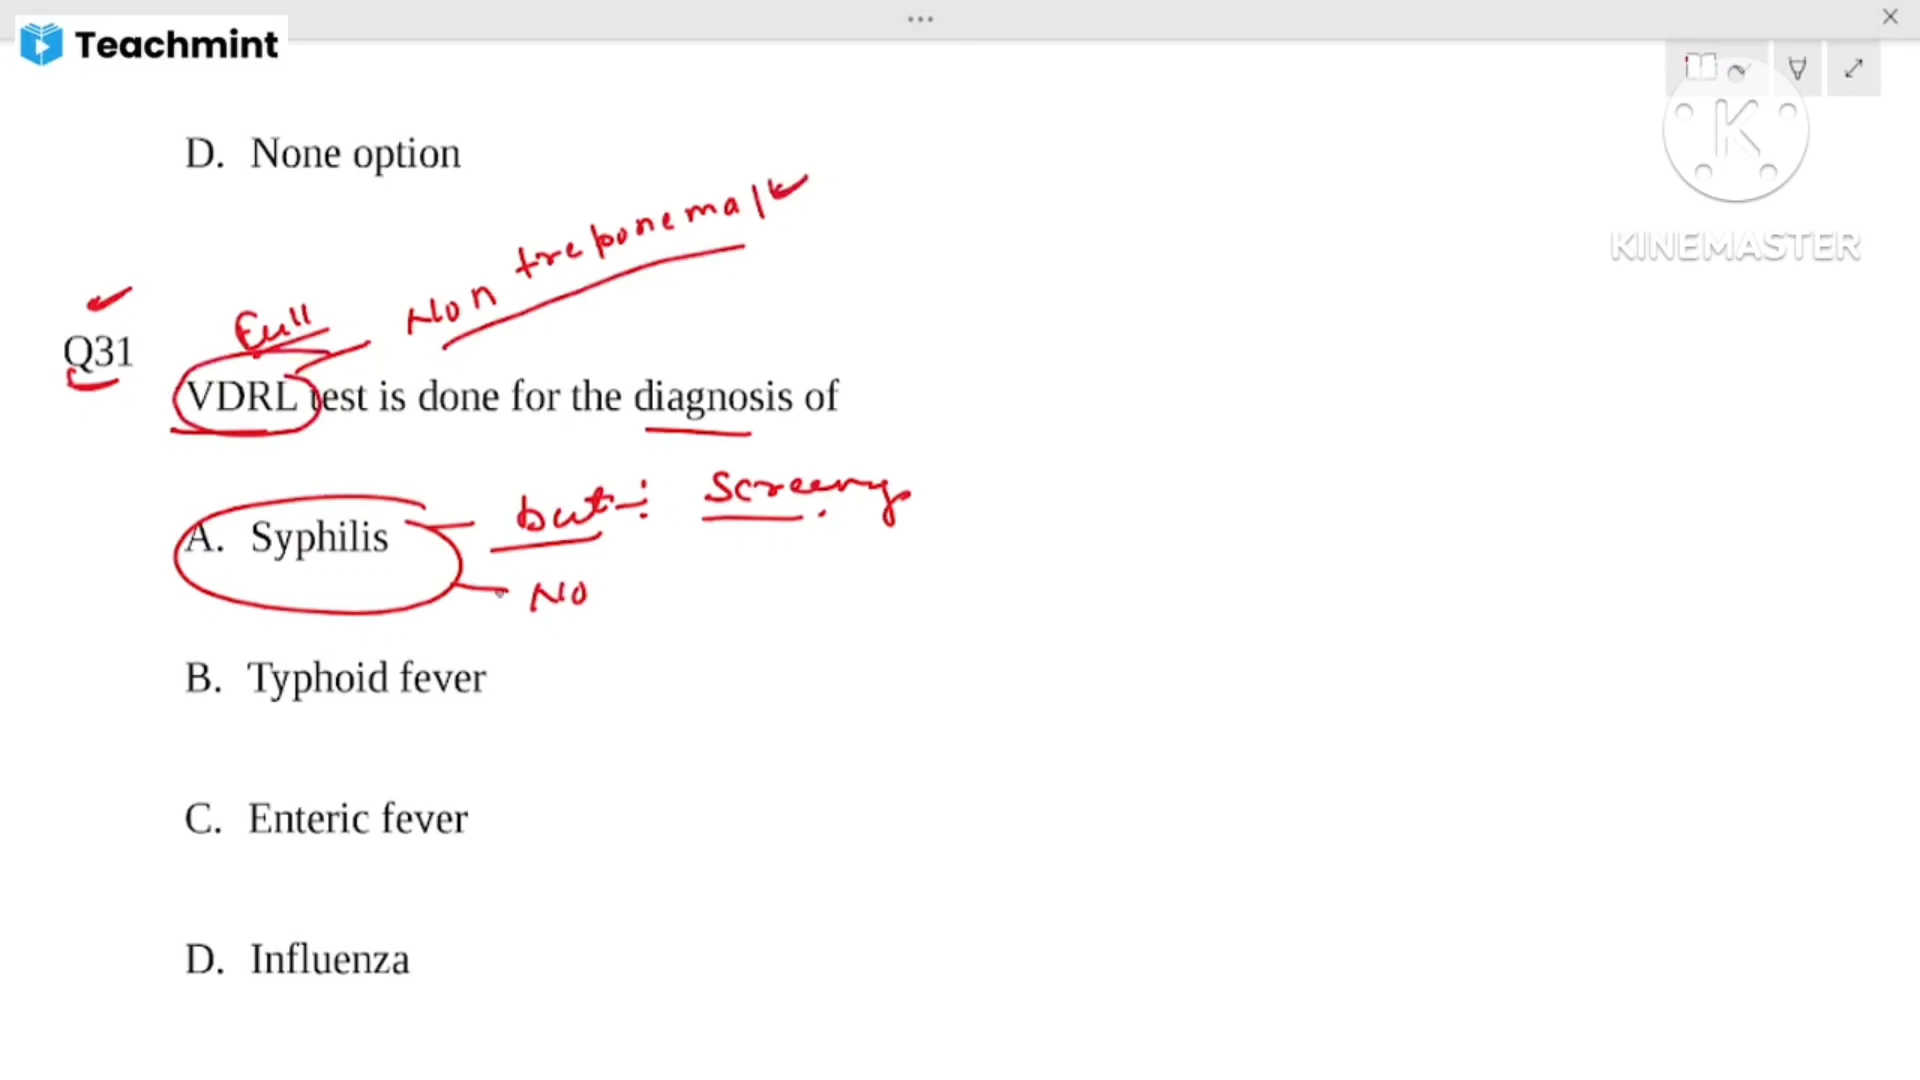 Teachmint
D. None option
KINEMASTER
Non treponemal
Full
Q31
VDRL test is done for the diagnosis of
A. Syphilis
but
No
B. Typhoid fever
C. Enteric fever
D. Influenza